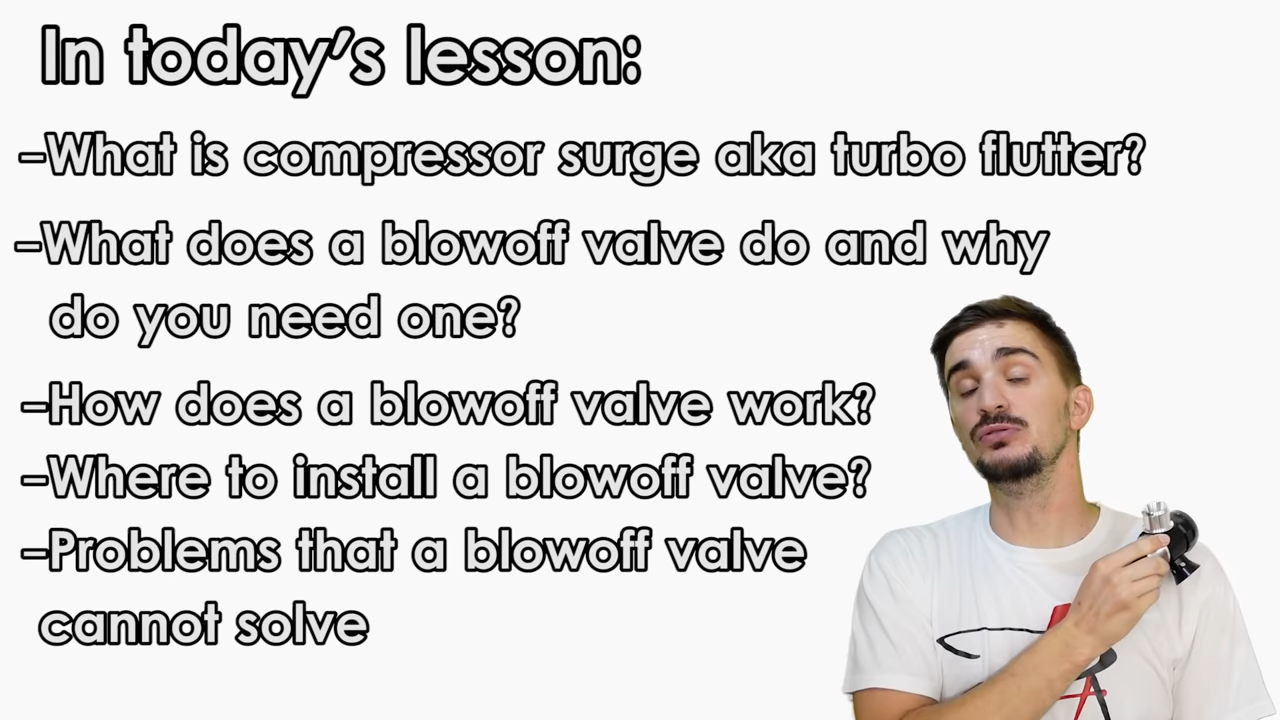 In today's lesson:
-What is compressor surge aka turbo flutter?
-What does a blowoff valve do and why
do you need one?
-How does a blowoff valve work?
-Where to install a blowoff valve?
-Problems that a blowoff valve
cannot solve